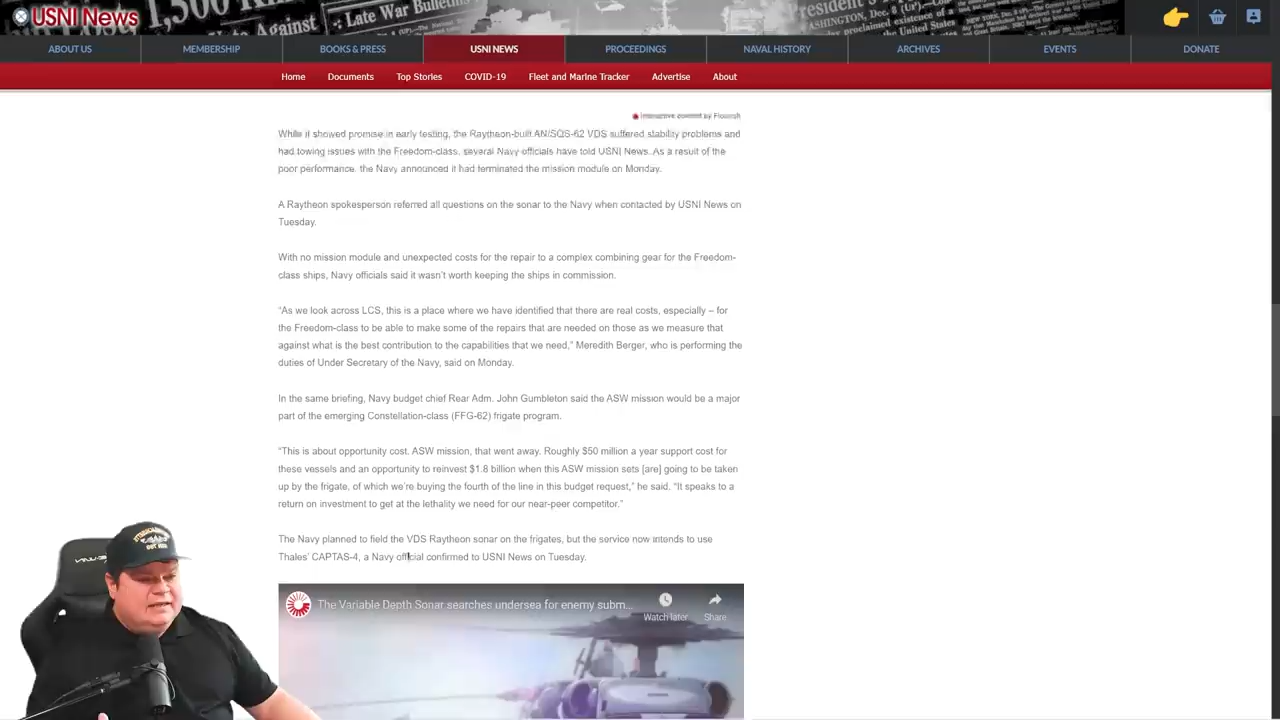 USNI News
1,500
Vote Against
Late War Bulletins
President's
ABOUT US
MEMBERSHIP
BOOKS & PRESS
USNI NEWS
PROCEEDINGS
NAVAL HISTORY
ARCHIVES
EVENTS
DONATE
Home
Documents
Top Stories
COVID-19
Fleet and Marine Tracker
Advertise
About
Interactive content by Flourish
While it showed promise in early testing, the Raytheon-built AN/SQS-62 VDS suffered stability problems and
had towing issues with the Freedom-class, several Navy officials have told USNI News. As a result of the
poor performance, the Navy announced it had terminated the mission module on Monday.
A Raytheon spokesperson referred all questions on the sonar to the Navy when contacted by USNI News on
Tuesday.
With no mission module and unexpected costs for the repair to a complex combining gear for the Freedom-
class ships, Navy officials said it wasn't worth keeping the ships in commission.
"As we look across LCS, this is a place where we have identified that there are real costs, especially – for
the Freedom-class to be able to make some of the repairs that are needed on those as we measure that
against what is the best contribution to the capabilities that we need," Meredith Berger, who is performing the
duties of Under Secretary of the Navy, said on Monday.
In the same briefing, Navy budget chief Rear Adm. John Gumbleton said the ASW mission would be a major
part of the emerging Constellation-class (FFG-62) frigate program.
"This is about opportunity cost. ASW mission, that went away. Roughly $50 million a year support cost for
these vessels and an opportunity to reinvest $1.8 billion when this ASW mission sets [are] going to be taken
up by the frigate, of which we're buying the fourth of the line in this budget request," he said. "It speaks to a
return on investment to get at the lethality we need for our near-peer competitor."
The Navy planned to field the VDS Raytheon sonar on the frigates, but the service now intends to use
Thales' CAPTAS-4, a Navy official confirmed to USNI News on Tuesday.
The Variable Depth Sonar searches undersea for enemy subm...
Watch later
Share